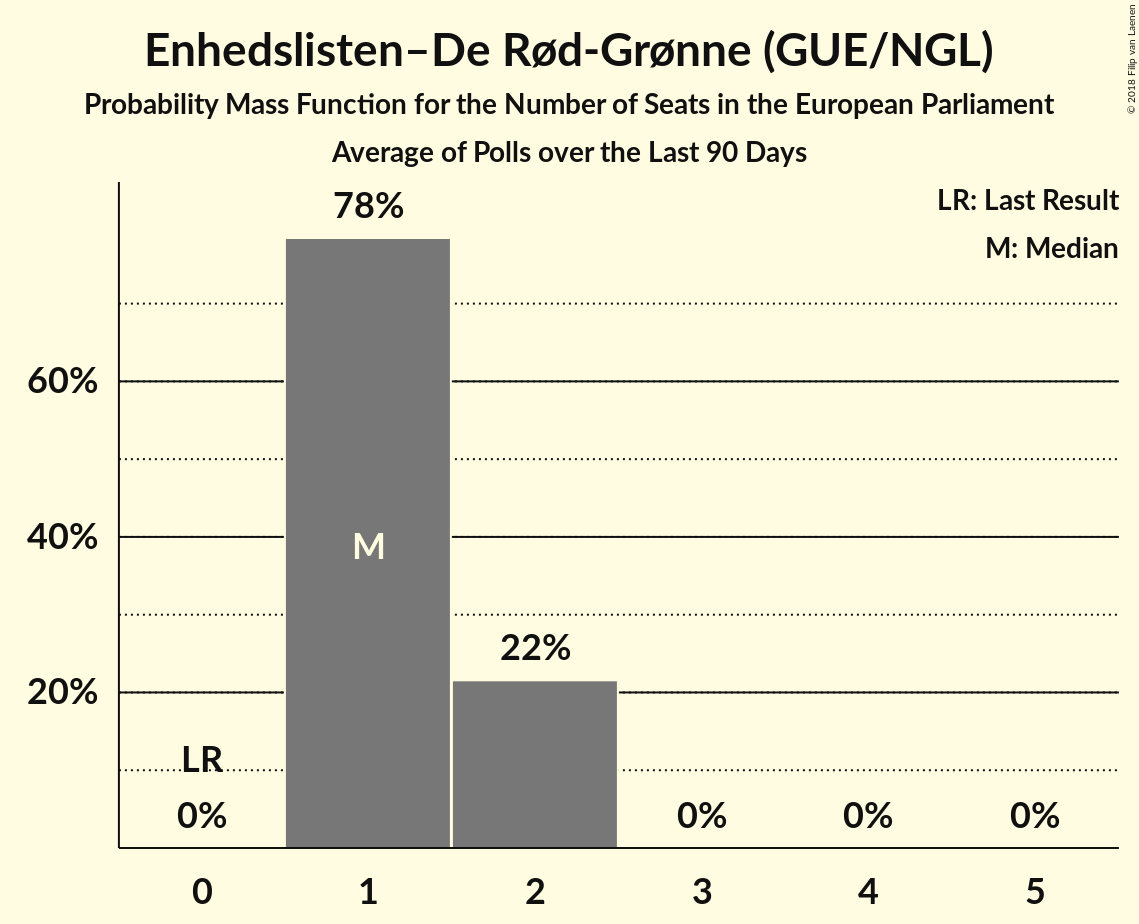 Enhedslisten–De Rød-Grønne (GUE/NGL)
Probability Mass Function for the Number of Seats in the European Parliament
Average of Polls over the Last 90 Days
© 2018 Filip van Laenen
LR: Last Result
M: Median
78%
60%
40%
M
22%
20%
LR
0%
0%
0%
0%
0 1 2 3 4 5